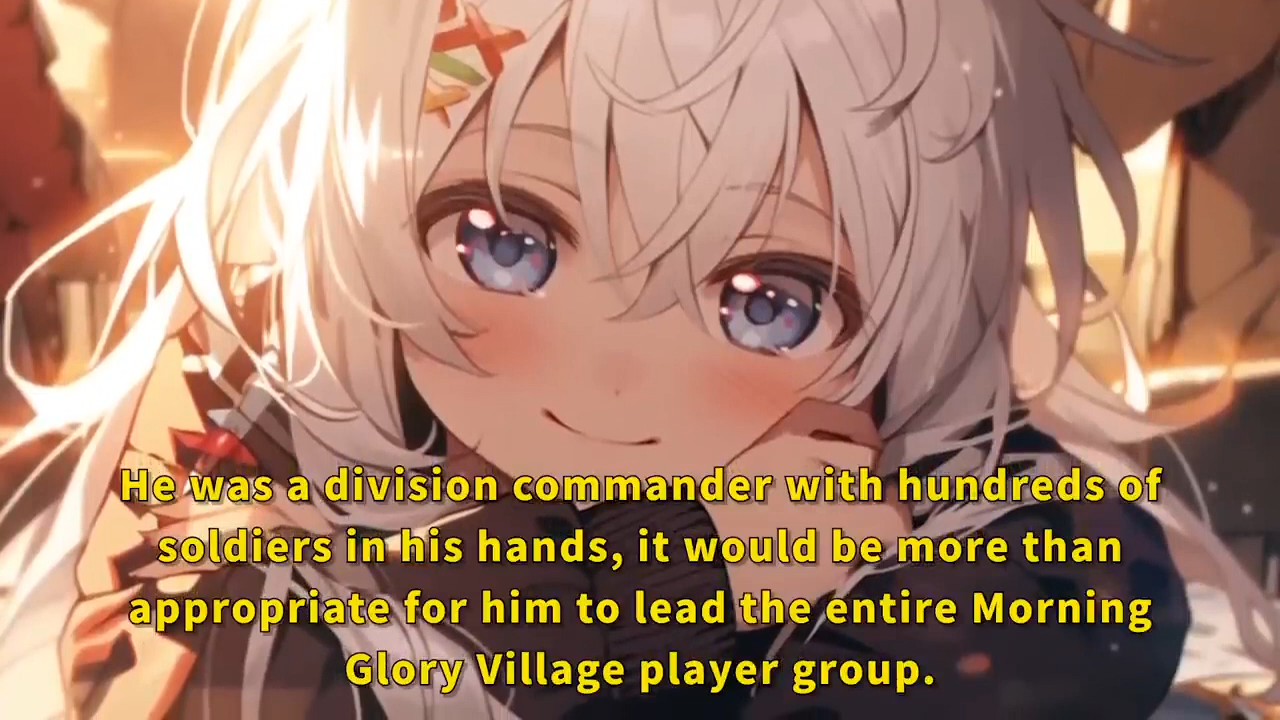 He was a division commander with hundreds of
soldiers in his hands, it would be more than
appropriate for him to lead the entire Morning
Glory Village player group.